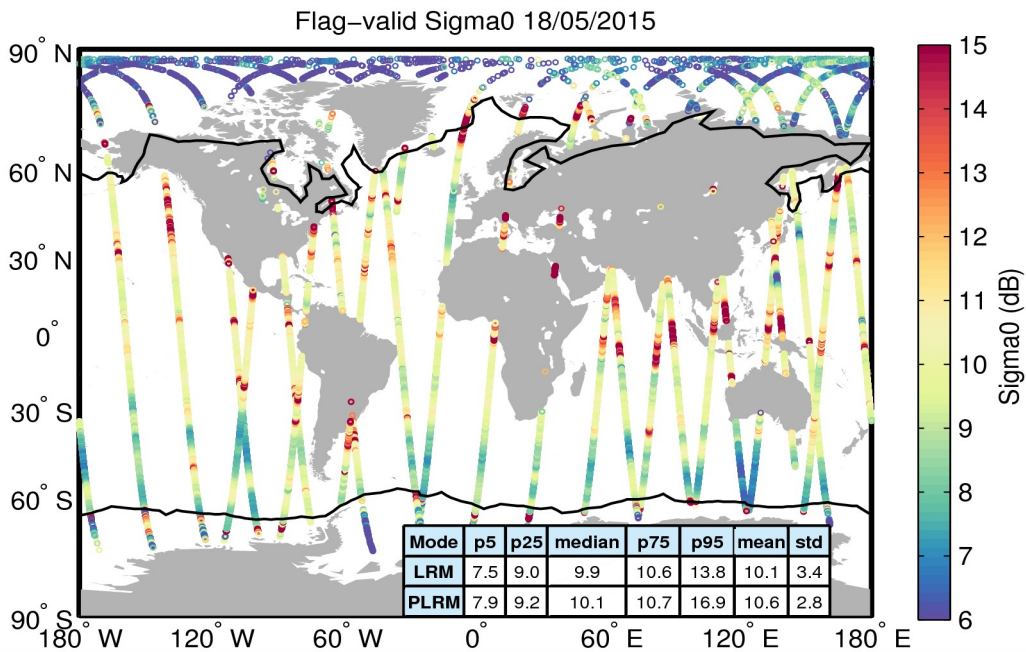 Flag−valid Sigma0 18/05/2015
90° N
60° N
30° N
0°
30° S
60° S
90° S
180° W
120° W
60° W
0°
60° E
120° E
180° E
Mode p5 p25 median p75 p95 mean std
LRM 7.5 9.0 9.9 10.6 13.8 10.1 3.4
PLRM 7.9 9.2 10.1 10.7 16.9 10.6 2.8
15
14
13
12
11
10
9
8
7
6
Sigma0 (dB)